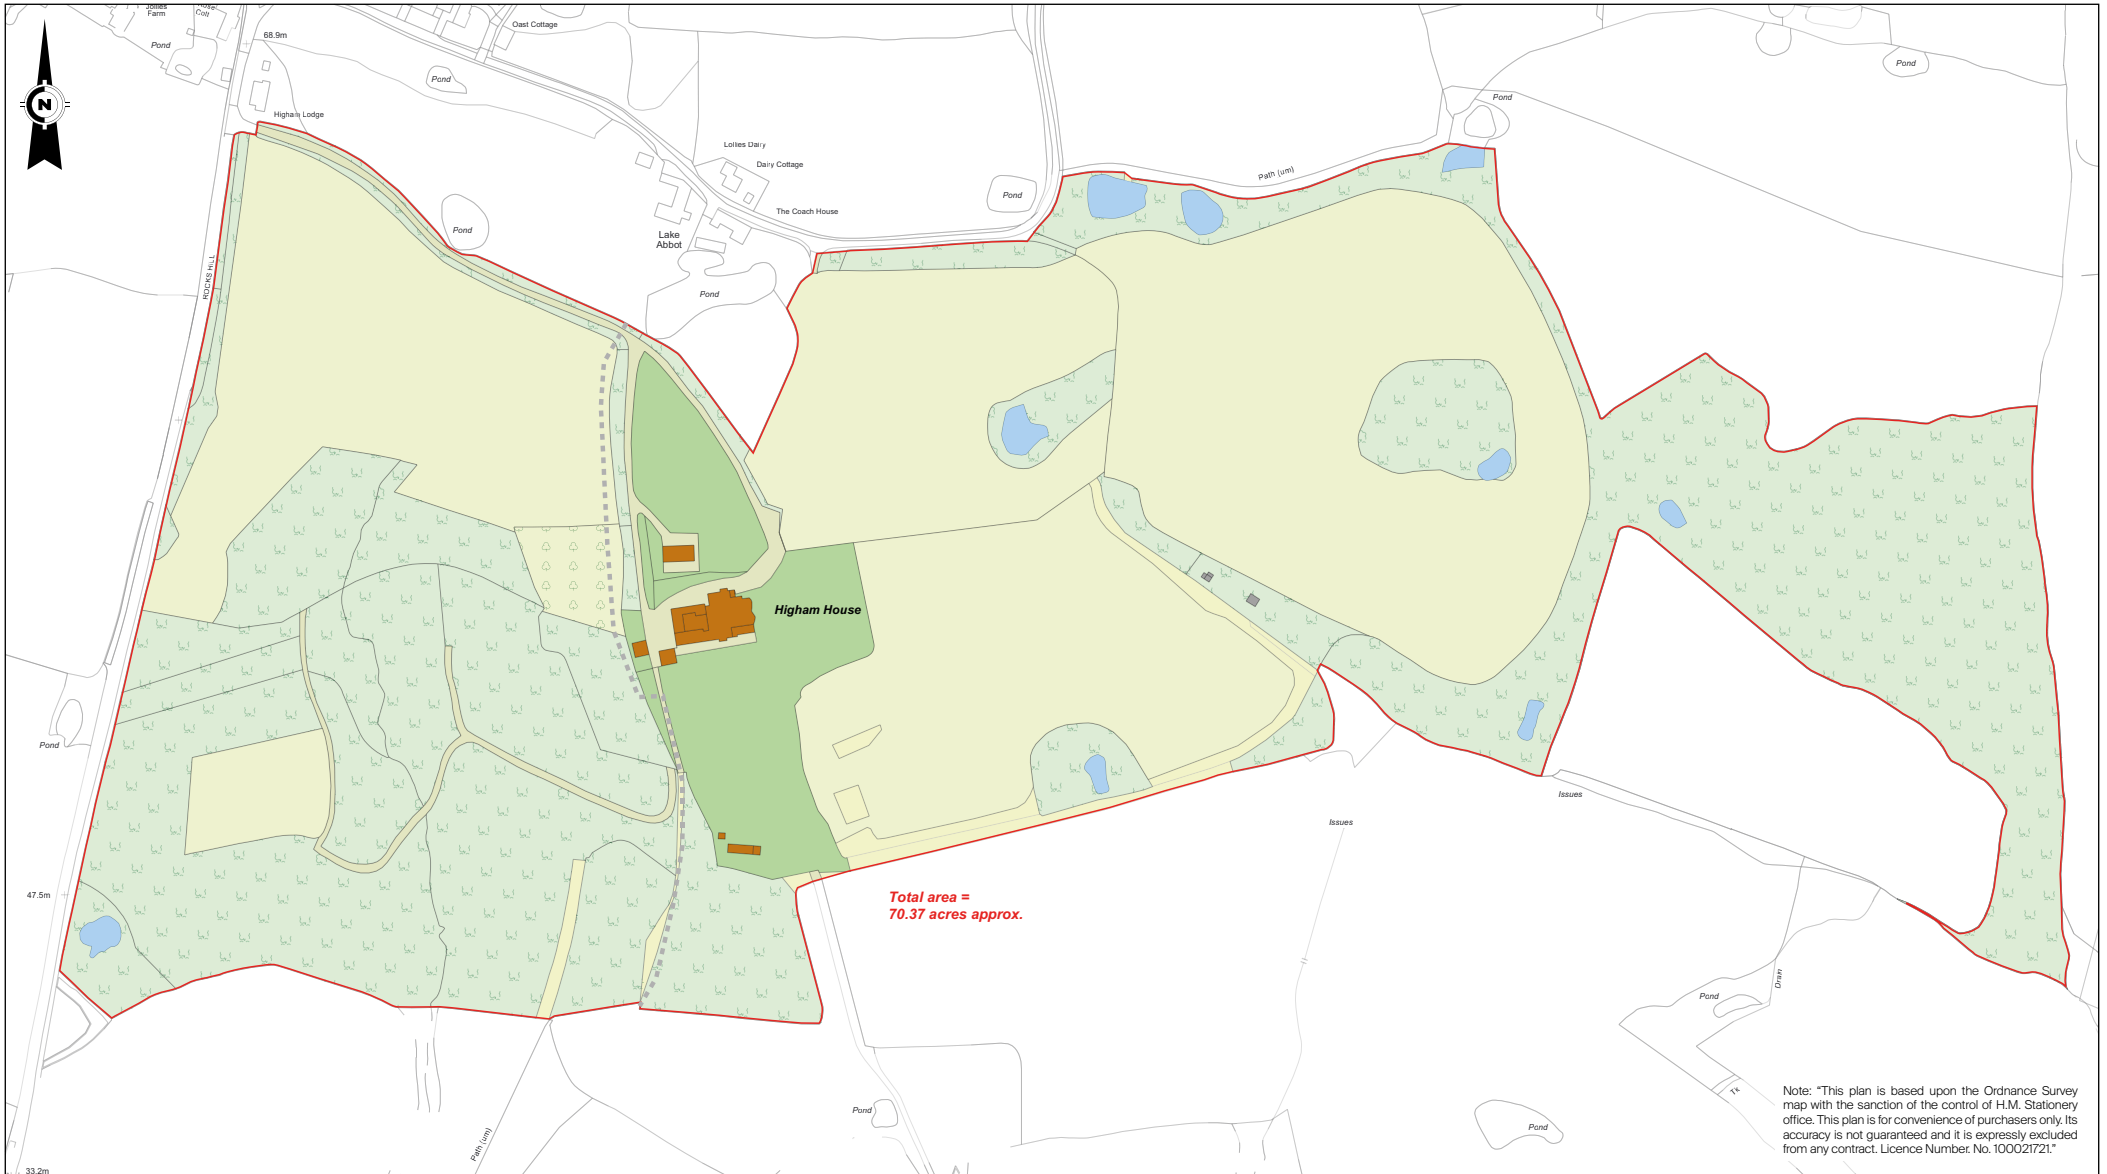 Jollies
Farm
Colt
Pond
68.9m
Oast Cottage
Pond
Pond
Pond
N
Higham Lodge
Lollies Dairy
Dairy Cottage
The Coach House
Pond
Path (um)
Pond
Lake
Abbot
Pond
ROCKS HILL
Higham House
Pond
Issues
Issues
47.5m
Total area =
70.37 acres approx.
Drain
Pond
Tk
Pond
Pond
Path (um)
33.2m
Note: “This plan is based upon the Ordnance Survey
map with the sanction of the control of H.M. Stationery
office. This plan is for convenience of purchasers only. Its
accuracy is not guaranteed and it is expressly excluded
from any contract. Licence Number. No. 100021721.”